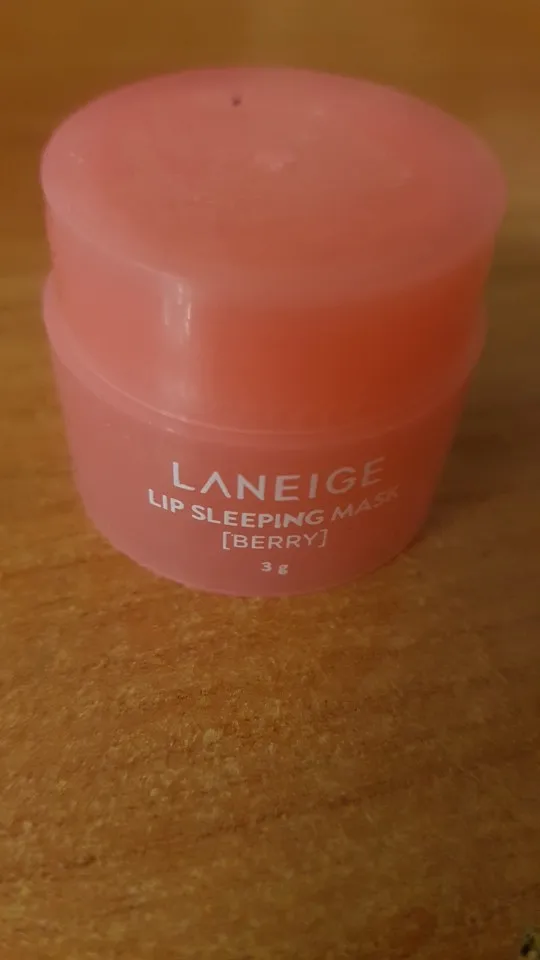 LANEIGE
LIP SLEEPING MASK
[BERRY]
3 g